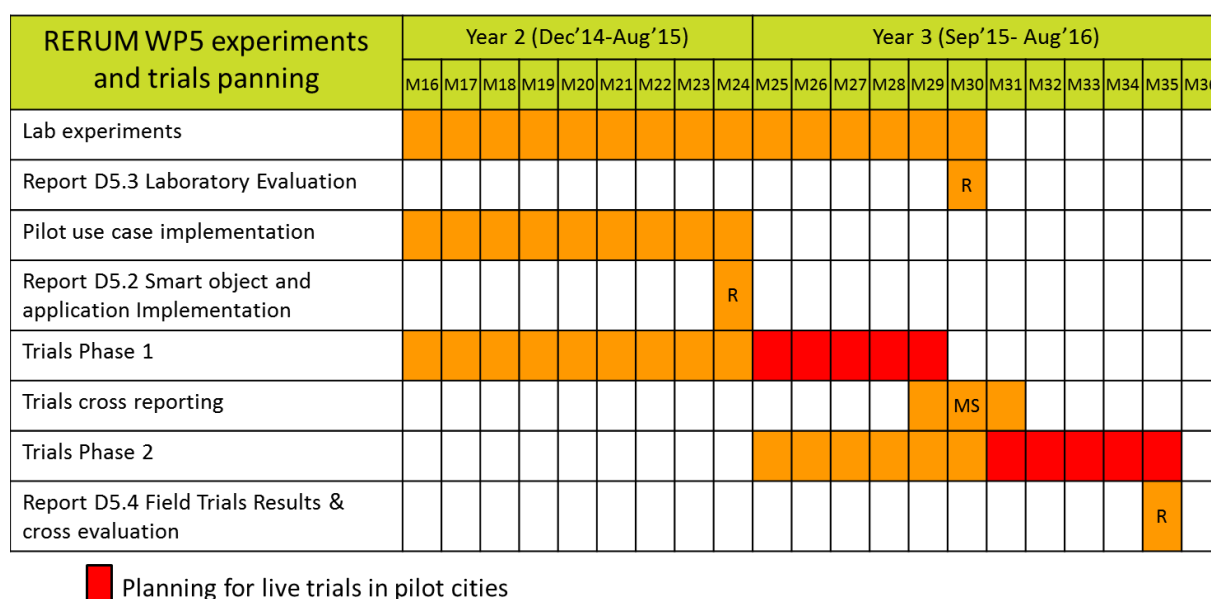 RERUM WP5 experiments
and trials panning
Year 2 (Dec’14-Aug’15)
Year 3 (Sep’15- Aug’16)
M16 M17 M18 M19 M20 M21 M22 M23 M24 M25 M26 M27 M28 M29 M30 M31 M32 M33 M34 M35 M36
Lab experiments
Report D5.3 Laboratory Evaluation
R
Pilot use case implementation
Report D5.2 Smart object and
application Implementation
R
Trials Phase 1
Trials cross reporting
MS
Trials Phase 2
Report D5.4 Field Trials Results &
cross evaluation
R
Planning for live trials in pilot cities